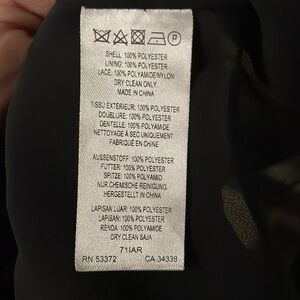 SHELL: 100% POLYESTER
LINING: 100% POLYESTER
LACE: 100% POLYAMIDE/NYLON
DRY CLEAN ONLY
MADE IN CHINA
TISSU EXTÉRIEUR: 100% POLYESTER
DOUBLURE: 100% POLYESTER
DENTELLE: 100% POLYAMIDE
NETTOYAGE À SEC UNIQUEMENT
FABRIQUÉ EN CHINE
AUSSENSTOFF: 100% POLYESTER
FUTTER: 100% POLYESTER
SPITZE: 100% POLYAMID
NUR CHEMISCHE REINIGUNG
HERGESTELLT IN CHINA
LAPISAN LUAR: 100% POLYESTER
LAPISAN: 100% POLYESTER
RENDA: 100% POLYAMIDE
DRY CLEAN SAJA
71IAR
RN 53372 CA 34338